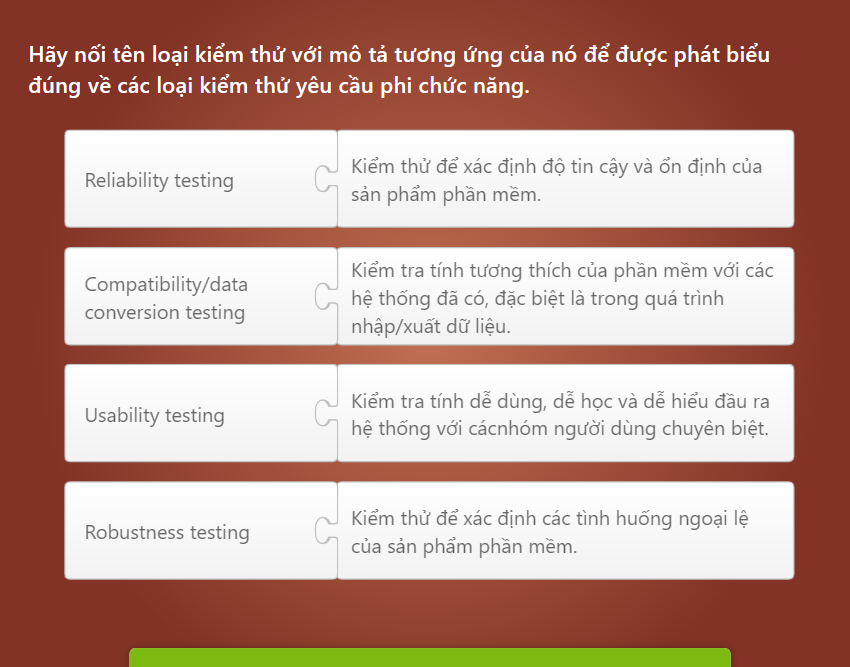 Hãy nối tên loại kiểm thử với mô tả tương ứng của nó để được phát biểu
đúng về các loại kiểm thử yêu cầu phi chức năng.
Reliability testing
Kiểm thử để xác định độ tin cậy và ổn định của
sản phẩm phần mềm.
Compatibility/data
conversion testing
Kiểm tra tính tương thích của phần mềm với các
hệ thống đã có, đặc biệt là trong quá trình
nhập/xuất dữ liệu.
Usability testing
Kiểm tra tính dễ dùng, dễ học và dễ hiểu đầu ra
hệ thống với cácnhóm người dùng chuyên biệt.
Robustness testing
Kiểm thử để xác định các tình huống ngoại lệ
của sản phẩm phần mềm.